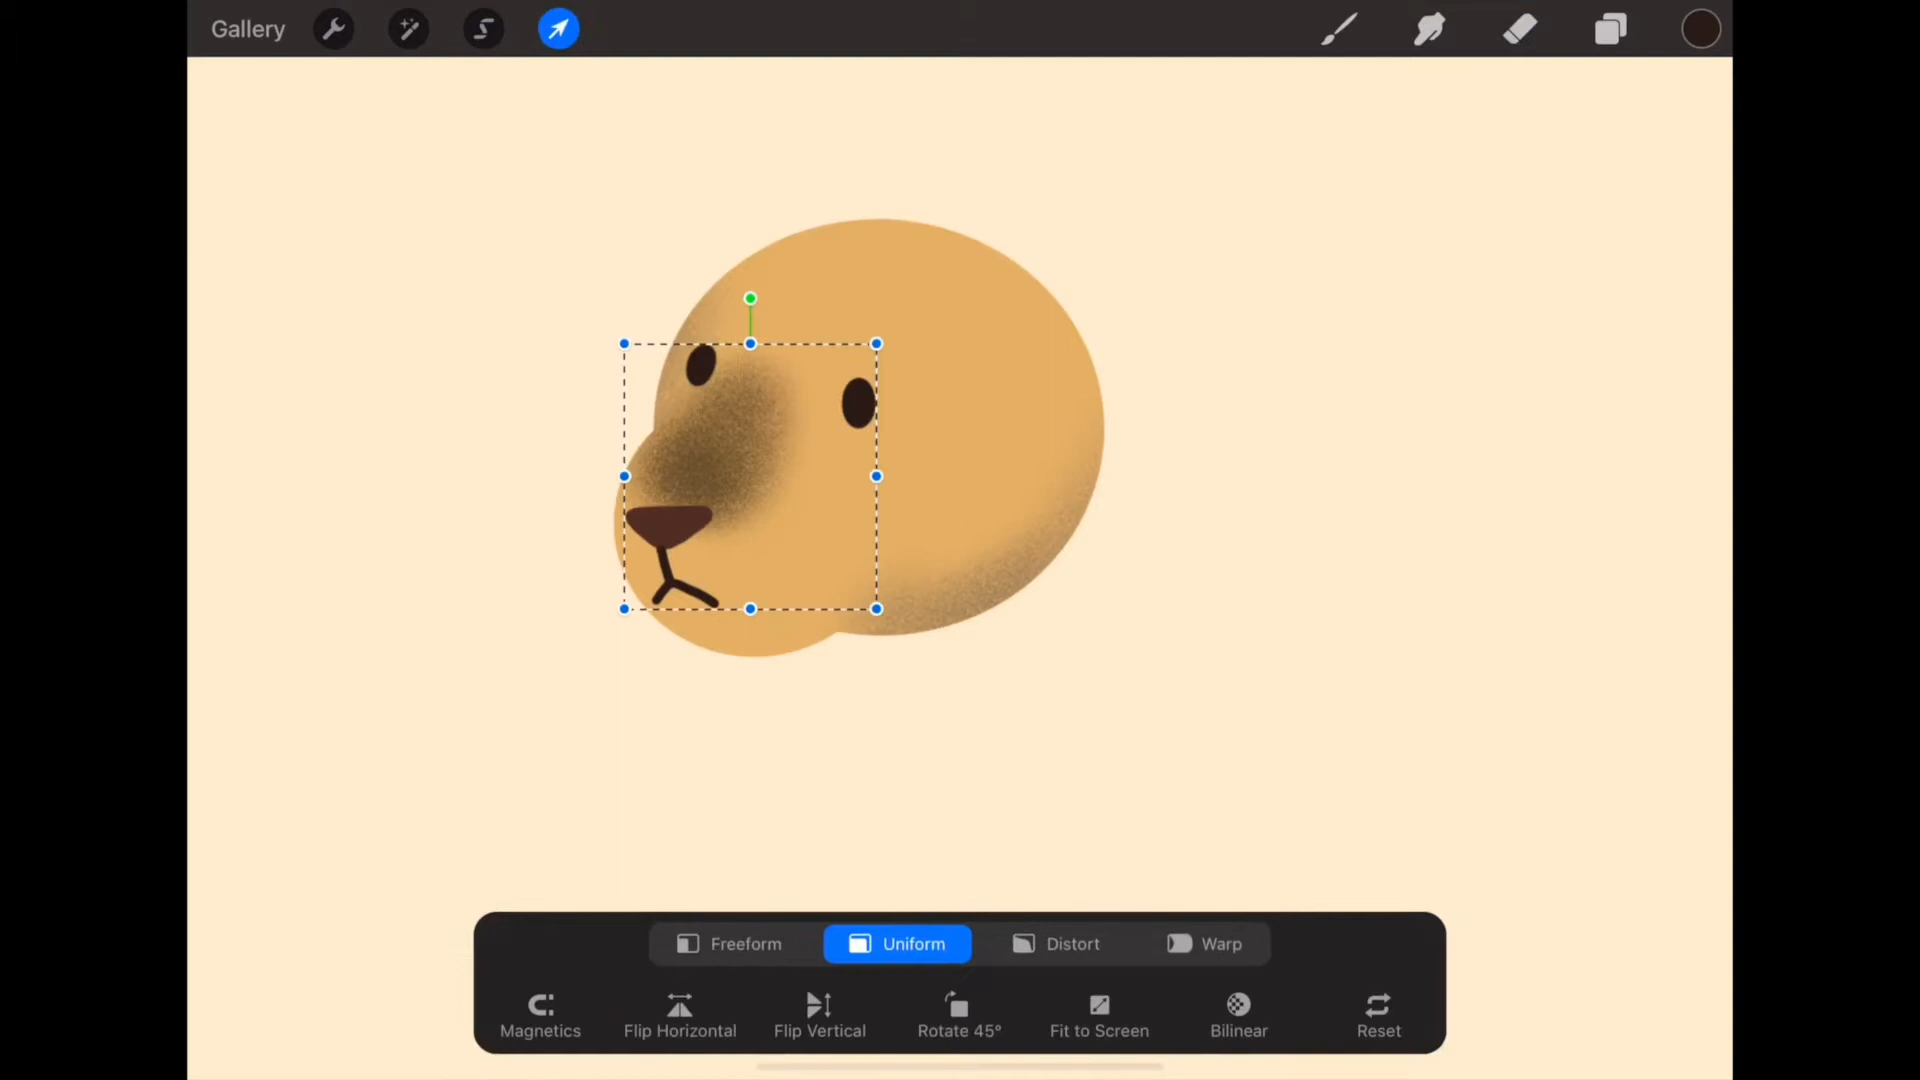 Gallery
Freeform Uniform Distort Warp
Magnetics Flip Horizontal Flip Vertical Rotate 45° Fit to Screen Bilinear Reset